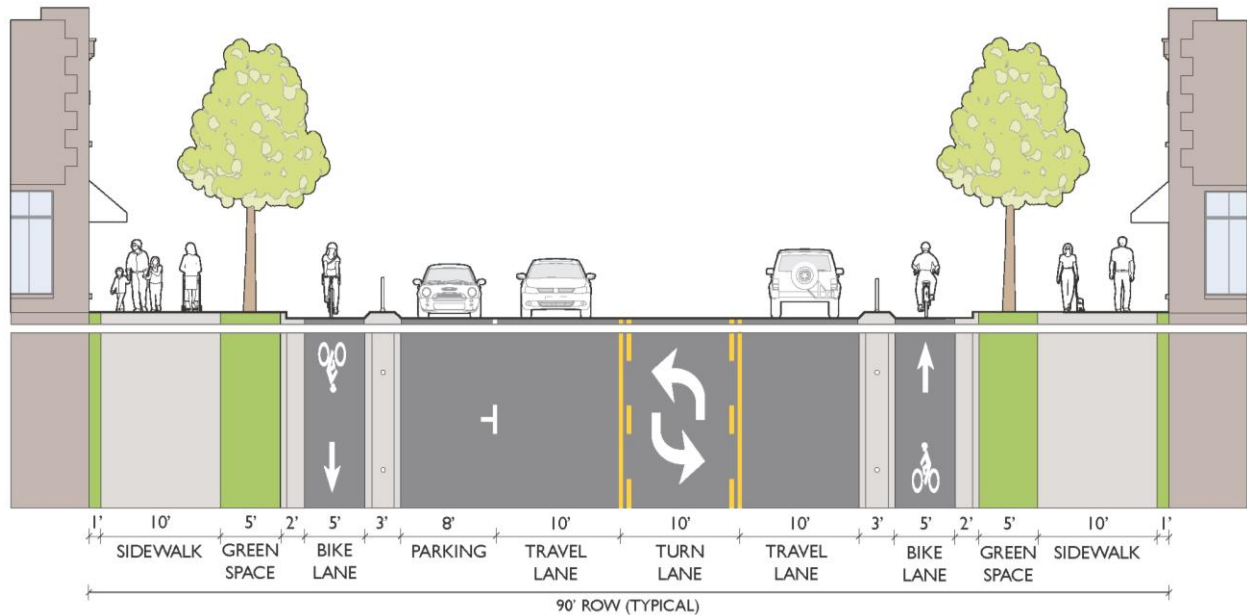 1' 10' 5' 2' 5' 3' 8' 10' 10' 10' 3' 5' 2' 5' 10' 1'
SIDEWALK GREEN SPACE BIKE LANE PARKING TRAVEL LANE TURN LANE TRAVEL LANE BIKE LANE GREEN SPACE SIDEWALK
90' ROW (TYPICAL)